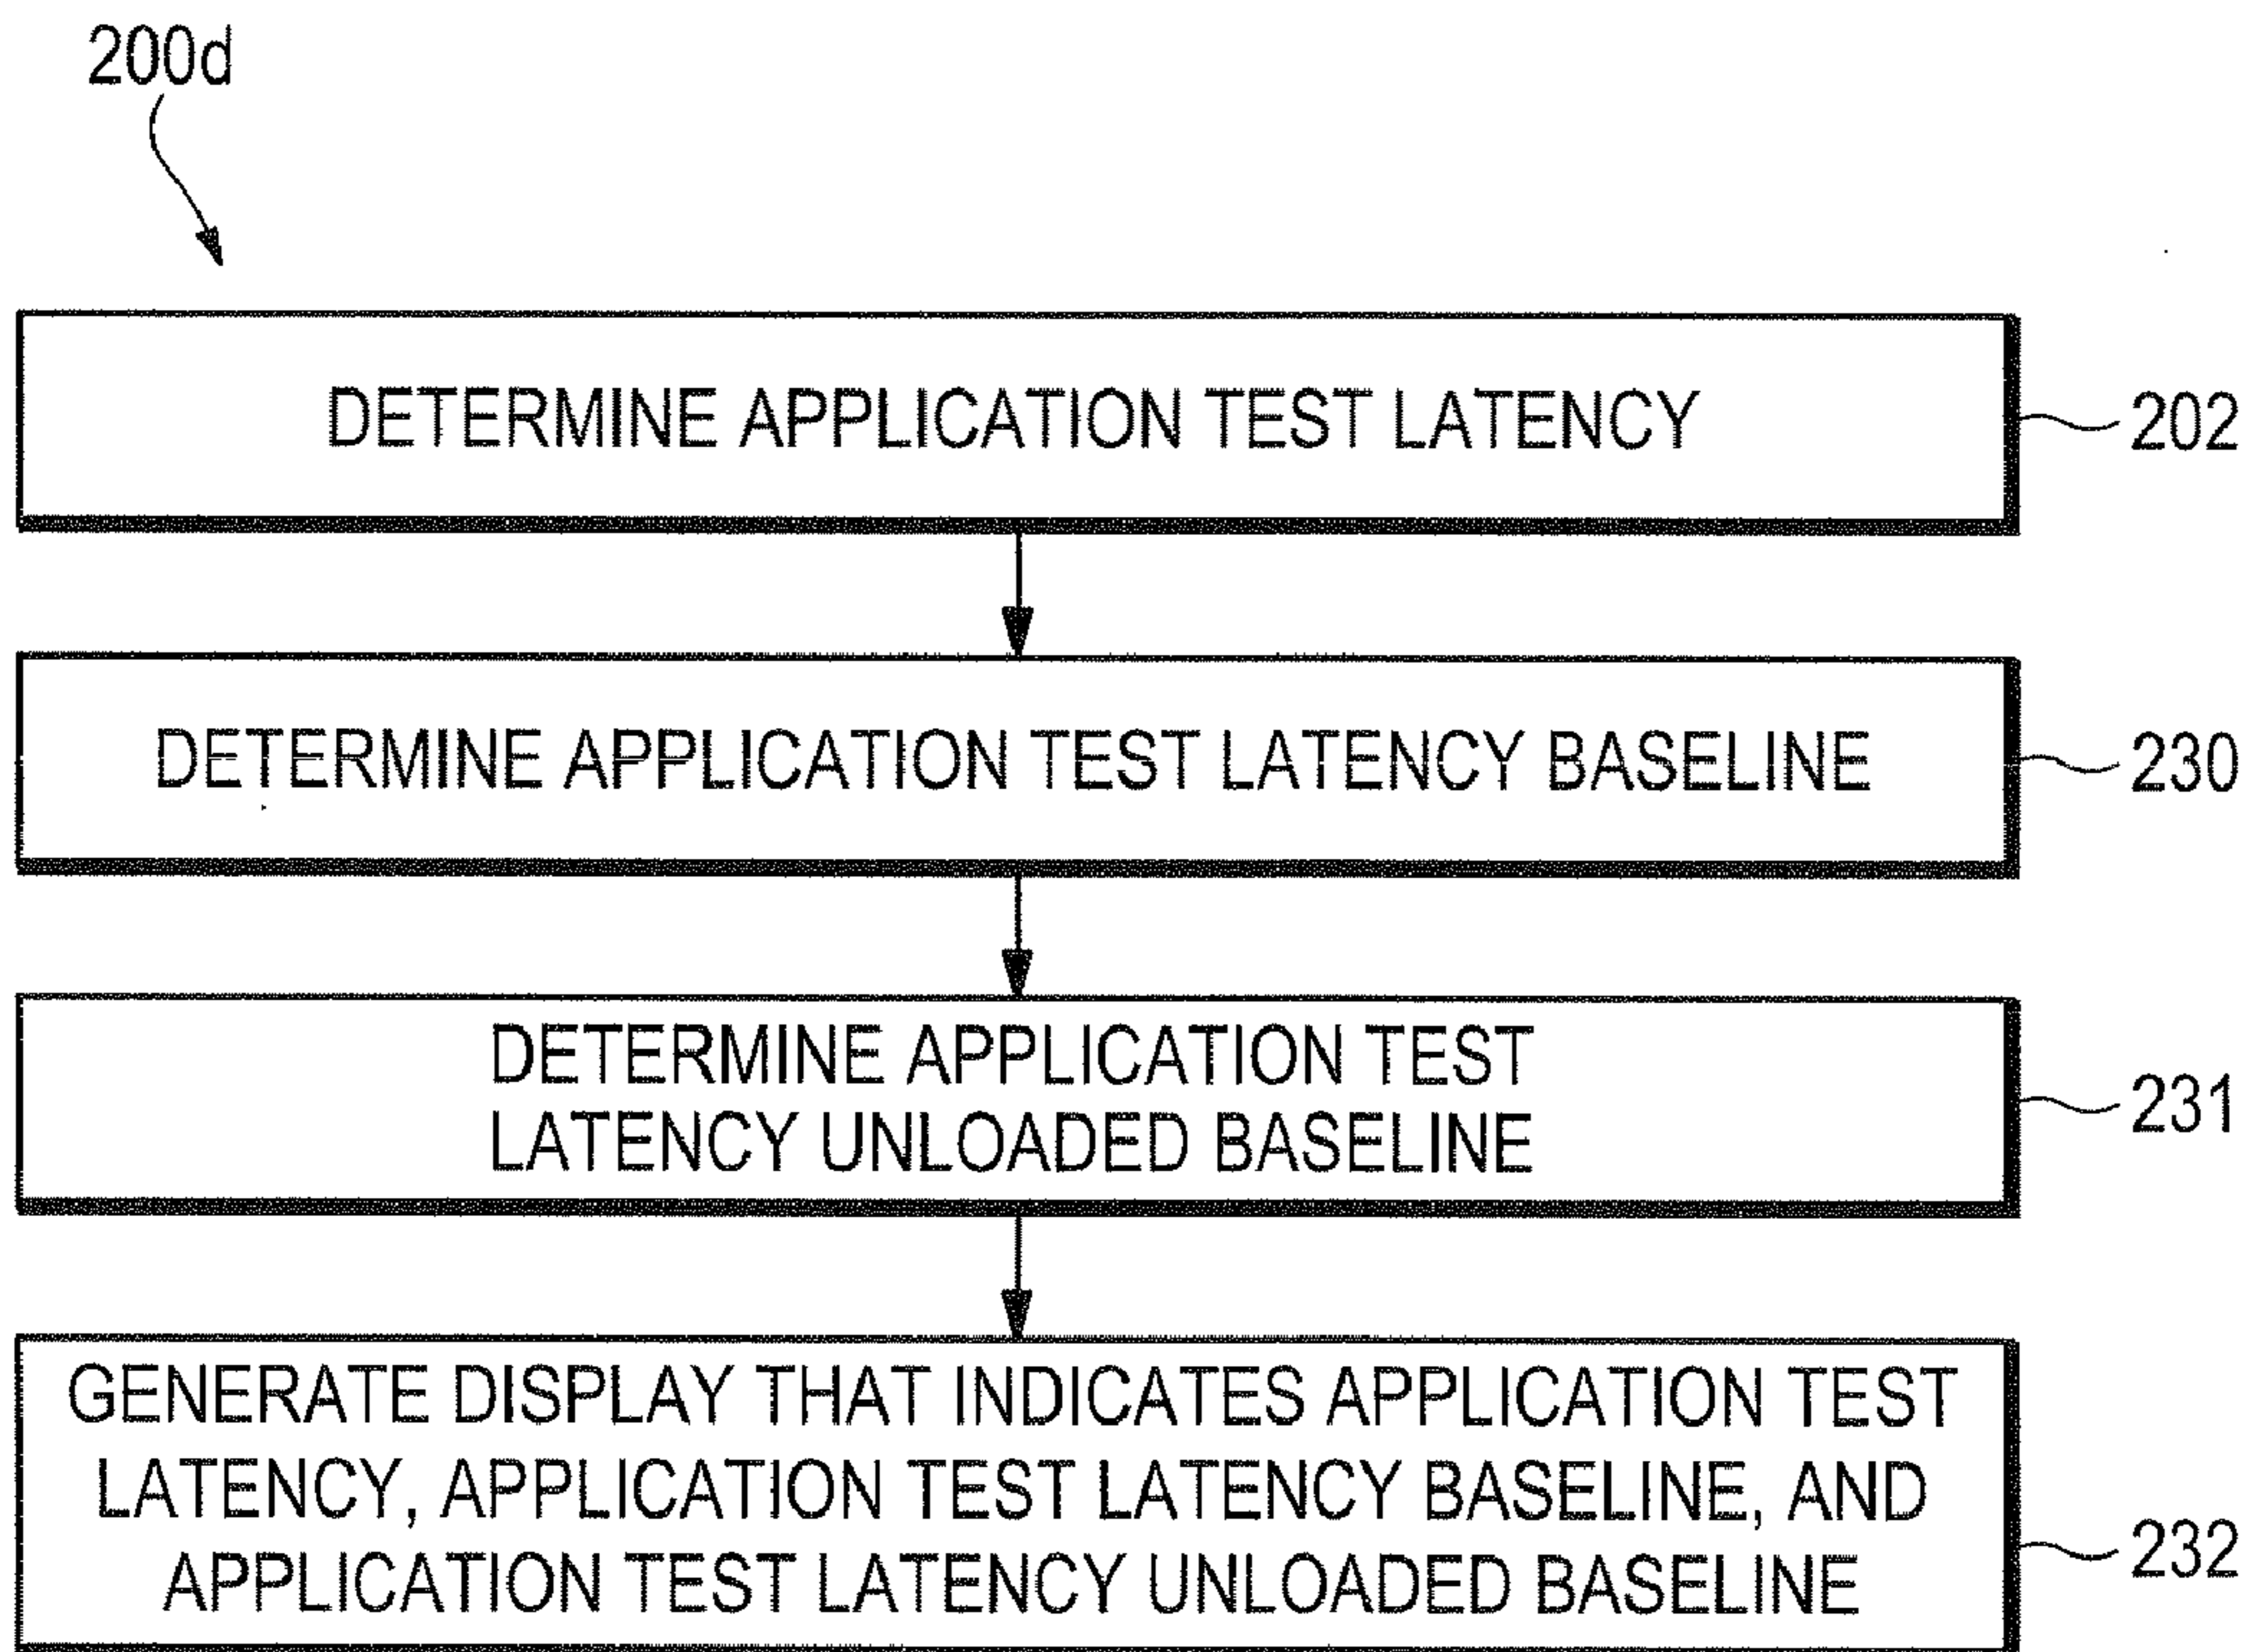 200d
DETERMINE APPLICATION TEST LATENCY
202
DETERMINE APPLICATION TEST LATENCY BASELINE
230
DETERMINE APPLICATION TEST
LATENCY UNLOADED BASELINE
231
GENERATE DISPLAY THAT INDICATES APPLICATION TEST
LATENCY, APPLICATION TEST LATENCY BASELINE, AND
APPLICATION TEST LATENCY UNLOADED BASELINE
232